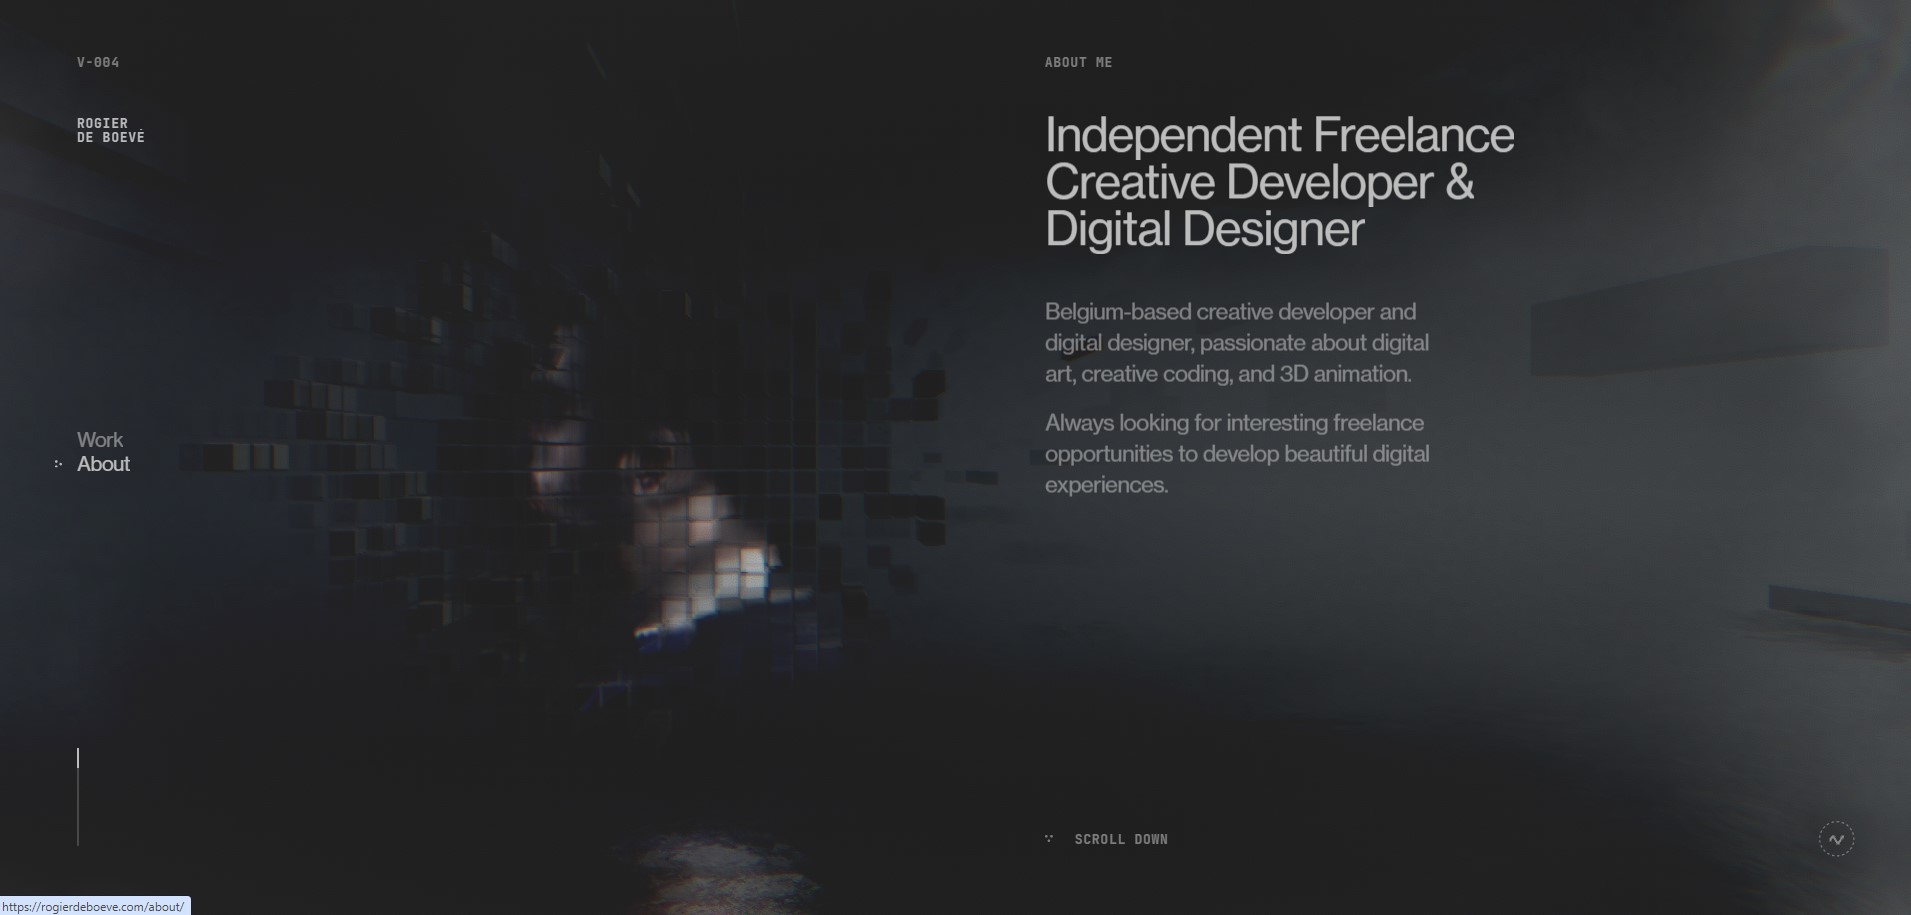 V-004
ROGIER
DE BOEVÉ
Work
About
ABOUT ME
Independent Freelance
Creative Developer &
Digital Designer
Belgium-based creative developer and
digital designer, passionate about digital
art, creative coding, and 3D animation.
Always looking for interesting freelance
opportunities to develop beautiful digital
experiences.
SCROLL DOWN
https://rogierdeboeve.com/about/